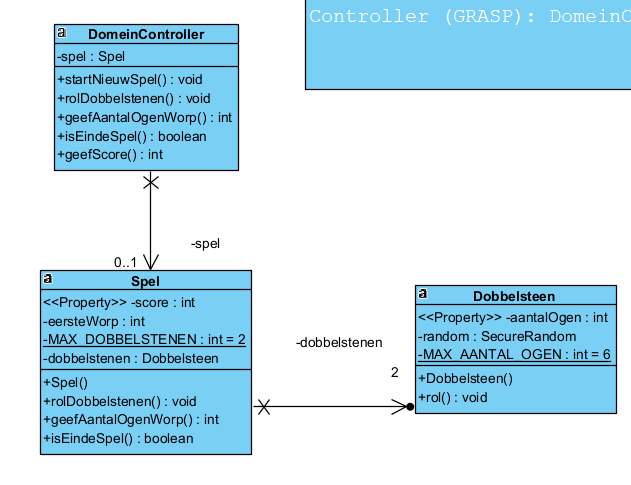 Controller (GRASP): DomeinC
a
DomeinController
-spel : Spel
+startNieuwSpel() : void
+rolDobbelstenen() : void
+geefAantalOgenWorp() : int
+isEindeSpel() : boolean
+geefScore() : int
-spel
0..1
a
Spel
<<Property>> -score : int
-eersteWorp : int
-MAX_DOBBELSTENEN : int = 2
-dobbelstenen : Dobbelsteen
+Spel()
+rolDobbelstenen() : void
+geefAantalOgenWorp() : int
+isEindeSpel() : boolean
-dobbelstenen
2
a
Dobbelsteen
<<Property>> -aantalOgen : int
-random : SecureRandom
-MAX_AANTAL_OGEN : int = 6
+Dobbelsteen()
+rol() : void